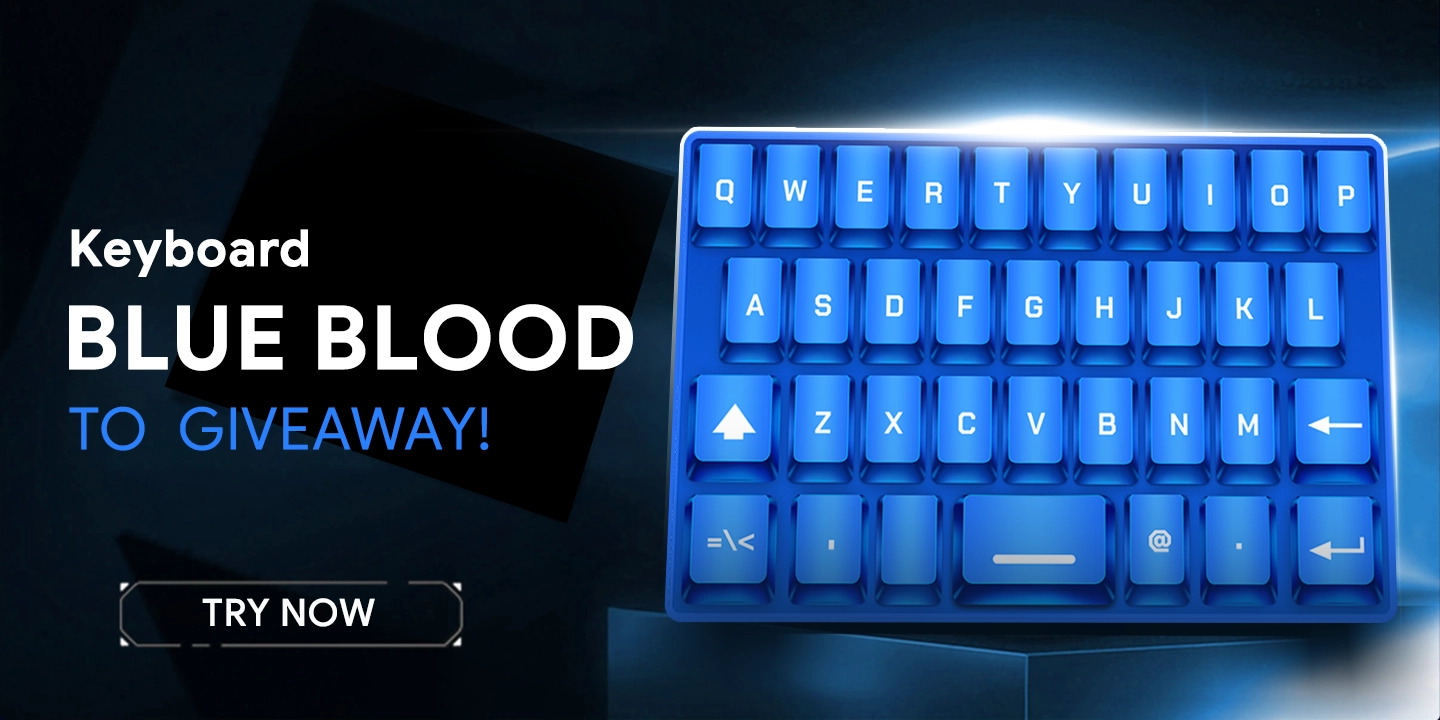 Keyboard
BLUE BLOOD
TO GIVEAWAY!
TRY NOW
Q W E R T Y U I O P
A S D F G H J K L
Z X C V B N M
=\< , @ .